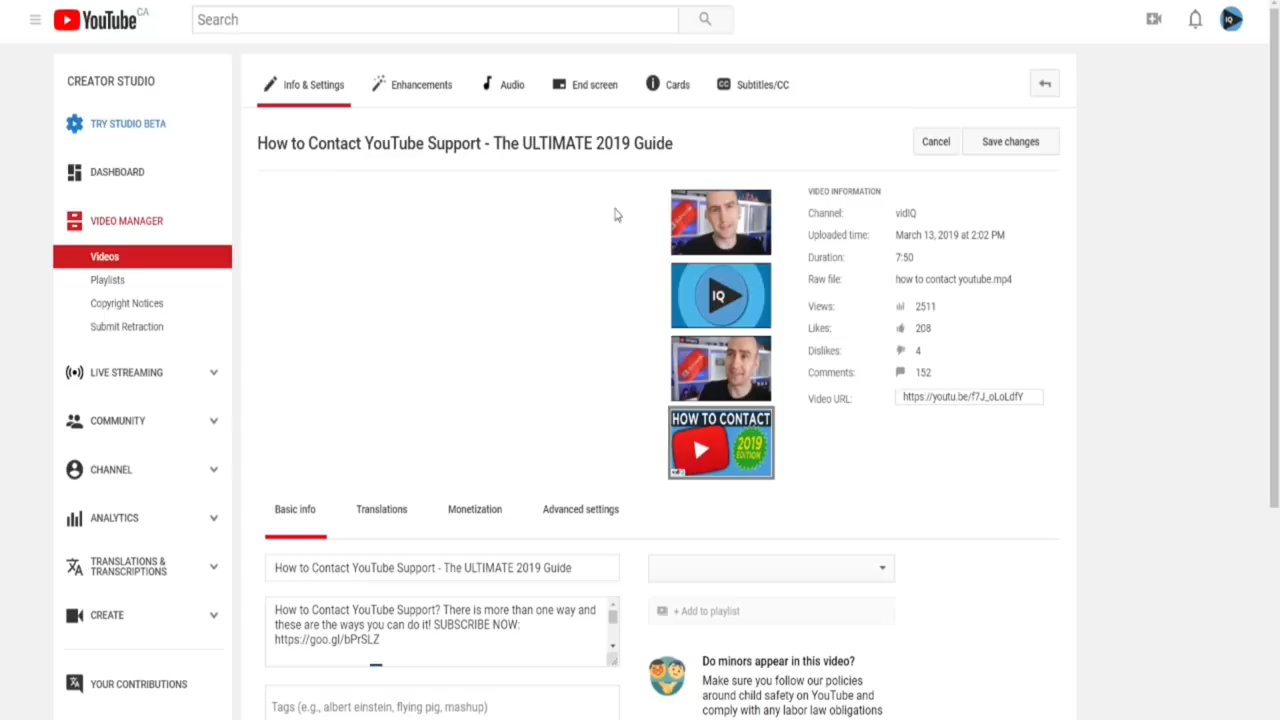 YouTube CA
Search
IQ
CREATOR STUDIO
TRY STUDIO BETA
DASHBOARD
VIDEO MANAGER
Videos
Playlists
Copyright Notices
Submit Retraction
LIVE STREAMING
COMMUNITY
CHANNEL
ANALYTICS
TRANSLATIONS &
TRANSCRIPTIONS
CREATE
YOUR CONTRIBUTIONS
Info & Settings
Enhancements
Audio
End screen
Cards
CC Subtitles/CC
How to Contact YouTube Support - The ULTIMATE 2019 Guide
Cancel
Save changes
IQ
HOW TO CONTACT
2019
EDITION
VIDEO INFORMATION
Channel: vidIQ
Uploaded time: March 13, 2019 at 2:02 PM
Duration: 7:50
Raw file: how to contact youtube.mp4
Views: 2511
Likes: 208
Dislikes: 4
Comments: 152
Video URL: https://youtu.be/f7J_oLoLdfY
Basic info
Translations
Monetization
Advanced settings
How to Contact YouTube Support - The ULTIMATE 2019 Guide
How to Contact YouTube Support? There is more than one way and
these are the ways you can do it! SUBSCRIBE NOW:
https://goo.gl/bPrSLZ
Tags (e.g., albert einstein, flying pig, mashup)
+ Add to playlist
Do minors appear in this video?
Make sure you follow our policies
around child safety on YouTube and
comply with any labor law obligations